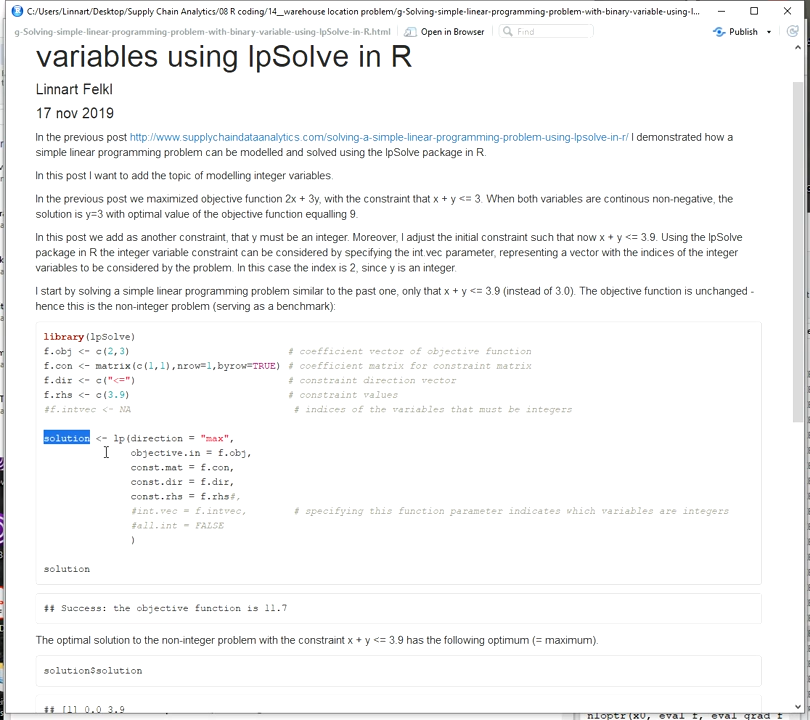 C:/Users/Linnart/Desktop/Supply Chain Analytics/08 R coding/14__warehouse location problem/g-Solving-simple-linear-programming-problem-with-binary-variable-using-l...
g-Solving-simple-linear-programming-problem-with-binary-variable-using-lpSolve-in-R.html
Open in Browser
Find
Publish
variables using lpSolve in R
Linnart Felkl
17 nov 2019
In the previous post http://www.supplychaindataanalytics.com/solving-a-simple-linear-programming-problem-using-lpsolve-in-r/ I demonstrated how a
simple linear programming problem can be modelled and solved using the lpSolve package in R.
In this post I want to add the topic of modelling integer variables.
In the previous post we maximized objective function 2x + 3y, with the constraint that x + y <= 3. When both variables are continous non-negative, the
solution is y=3 with optimal value of the objective function equalling 9.
In this post we add as another constraint, that y must be an integer. Moreover, I adjust the initial constraint such that now x + y <= 3.9. Using the lpSolve
package in R the integer variable constraint can be considered by specifying the int.vec parameter, representing a vector with the indices of the integer
variables to be considered by the problem. In this case the index is 2, since y is an integer.
I start by solving a simple linear programming problem similar to the past one, only that x + y <= 3.9 (instead of 3.0). The objective function is unchanged -
hence this is the non-integer problem (serving as a benchmark):
library(lpSolve)
f.obj <- c(2,3) # coefficient vector of objective function
f.con <- matrix(c(1,1),nrow=1,byrow=TRUE) # coefficient matrix for constraint matrix
f.dir <- c("<=") # constraint direction vector
f.rhs <- c(3.9) # constraint values
#f.intvec <- NA # indices of the variables that must be integers
solution <- lp(direction = "max",
objective.in = f.obj,
const.mat = f.con,
const.dir = f.dir,
const.rhs = f.rhs#,
#int.vec = f.intvec, # specifying this function parameter indicates which variables are integers
#all.int = FALSE
)
solution
## Success: the objective function is 11.7
The optimal solution to the non-integer problem with the constraint x + y <= 3.9 has the following optimum (= maximum).
solution$solution
## [1] 0.0 3.9
nloptr(x0, eval_f, eval_grad_f